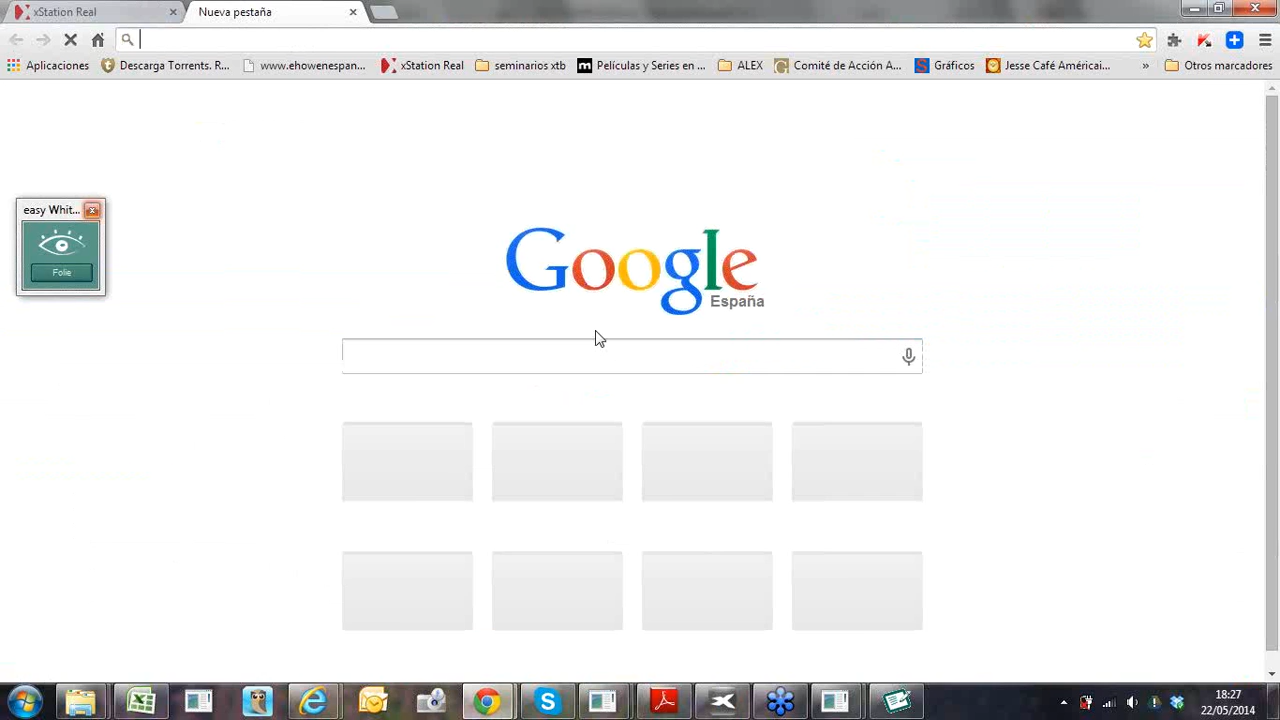 xStation Real
Nueva pestaña
Aplicaciones
Descarga Torrents. R...
www.ehowenespan...
xStation Real
seminarios xtb
Películas y Series en ...
ALEX
Comité de Acción A...
Gráficos
Jesse Café Américai...
»
Otros marcadores
easy Whit...
Folie
Google
España
18:27
22/05/2014